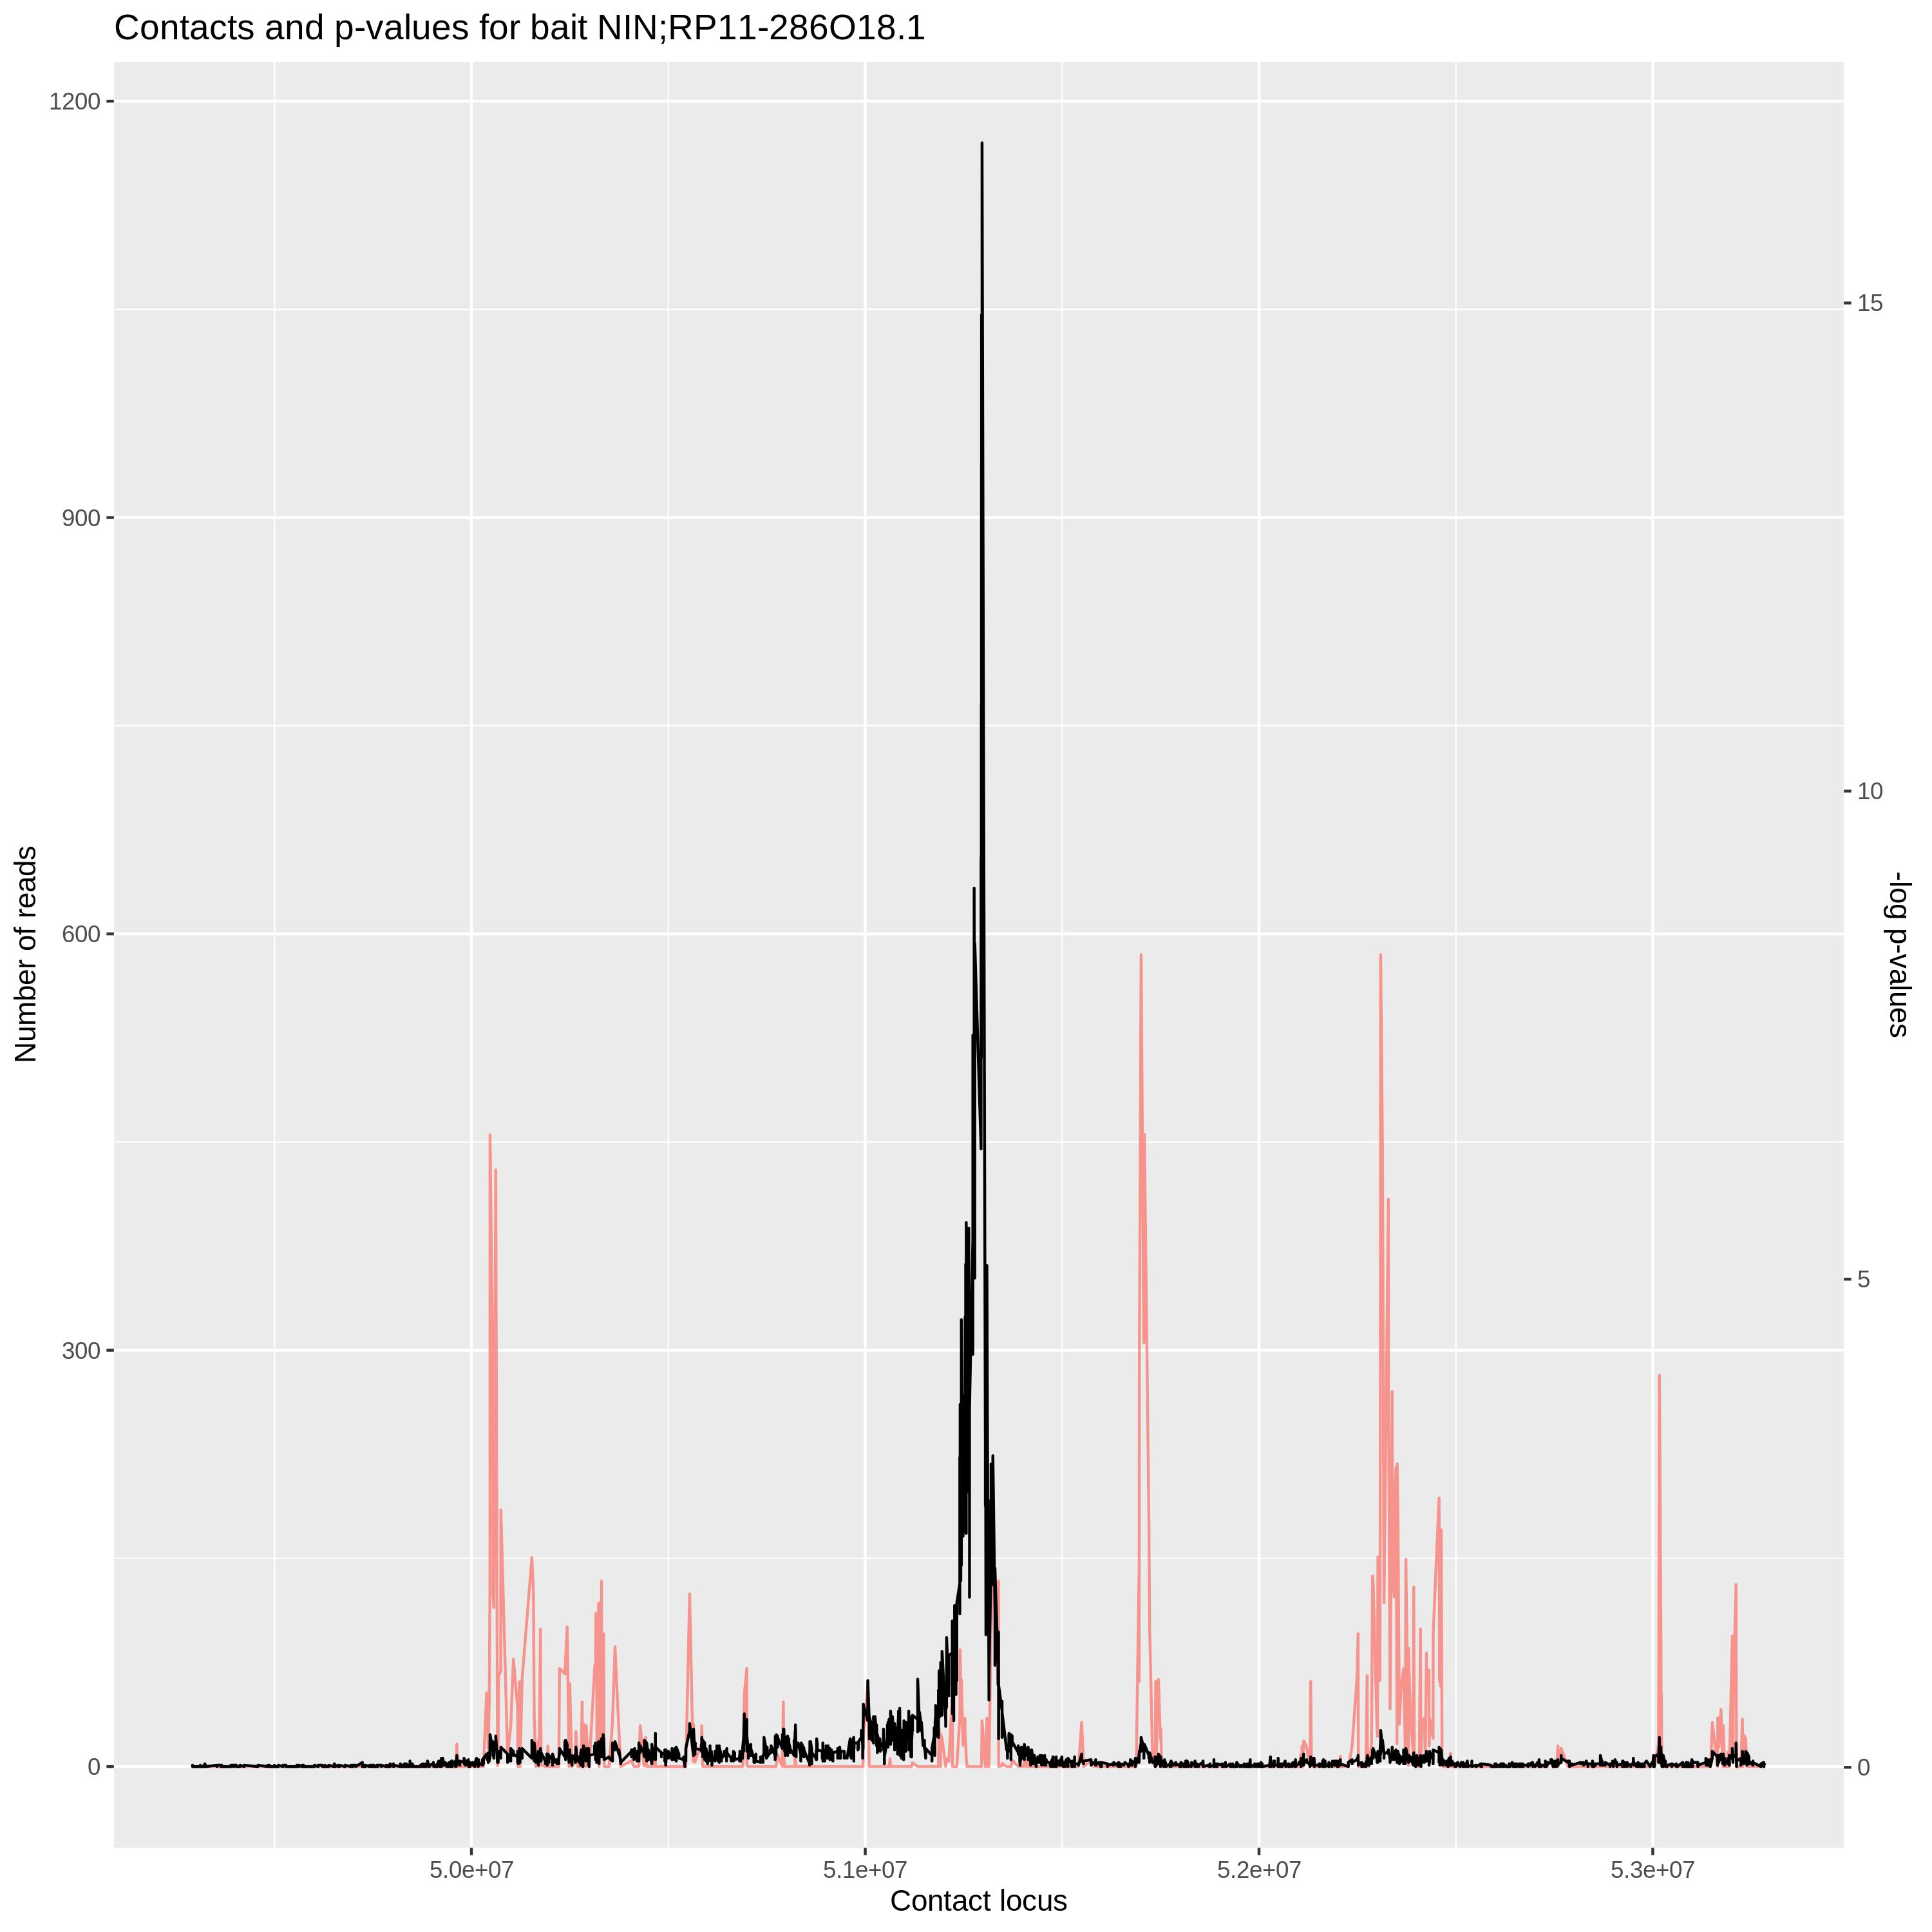 Contacts and p-values for bait NIN;RP11-286O18.1
1200
900
600
300
0
Number of reads
15
10
5
0
-log p-values
5.0e+07
5.1e+07
5.2e+07
5.3e+07
Contact locus